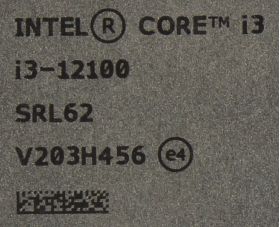 INTEL® CORE™ i3
i3-12100
SRL62
V203H456 e4